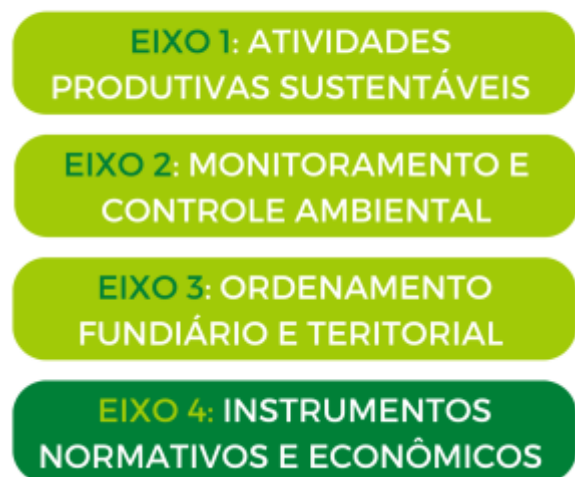 EIXO 1: ATIVIDADES
PRODUTIVAS SUSTENTÁVEIS
EIXO 2: MONITORAMENTO E
CONTROLE AMBIENTAL
EIXO 3: ORDENAMENTO
FUNDIÁRIO E TERITORIAL
EIXO 4: INSTRUMENTOS
NORMATIVOS E ECONÔMICOS